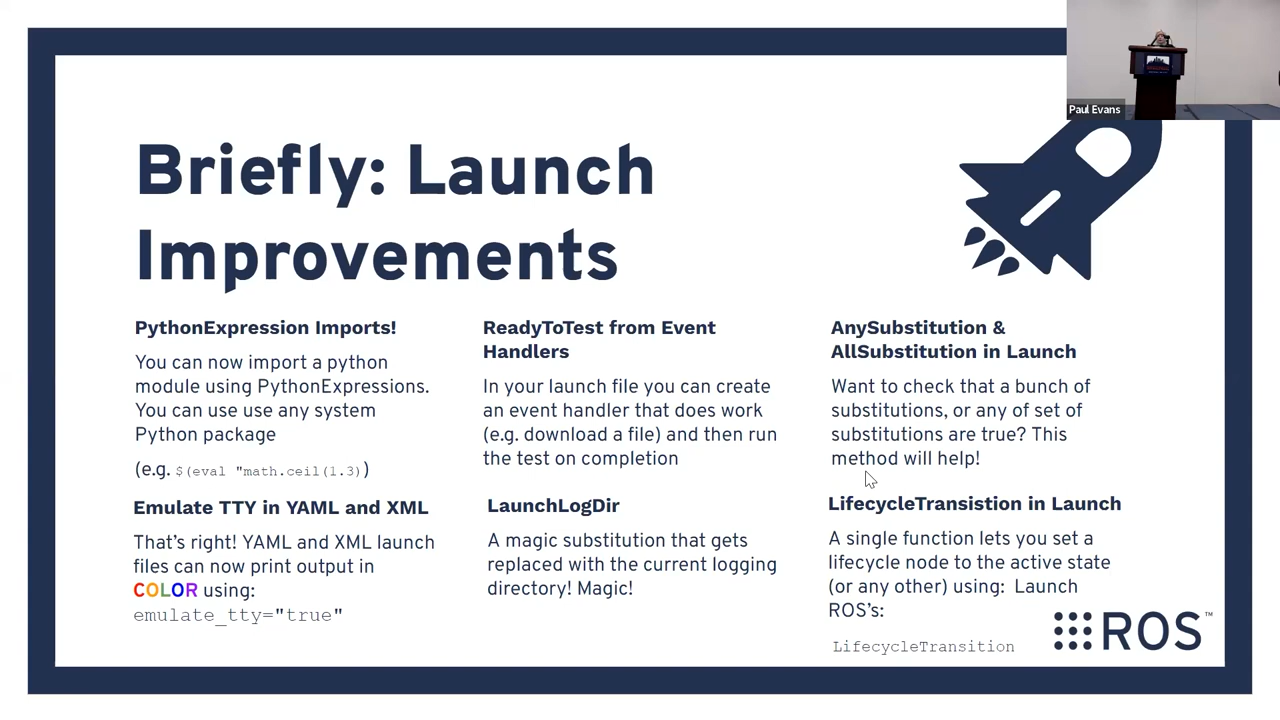 Paul Evans
Briefly: Launch
Improvements
PythonExpression Imports!
You can now import a python
module using PythonExpressions.
You can use use any system
Python package
(e.g. $(eval "math.ceil(1.3))
ReadyToTest from Event
Handlers
In your launch file you can create
an event handler that does work
(e.g. download a file) and then run
the test on completion
AnySubstitution &
AllSubstitution in Launch
Want to check that a bunch of
substitutions, or any of set of
substitutions are true? This
method will help!
Emulate TTY in YAML and XML
That's right! YAML and XML launch
files can now print output in
COLOR using:
emulate_tty="true"
LaunchLogDir
A magic substitution that gets
replaced with the current logging
directory! Magic!
LifecycleTransistion in Launch
A single function lets you set a
lifecycle node to the active state
(or any other) using:  Launch
ROS's:
LifecycleTransition
ROS™